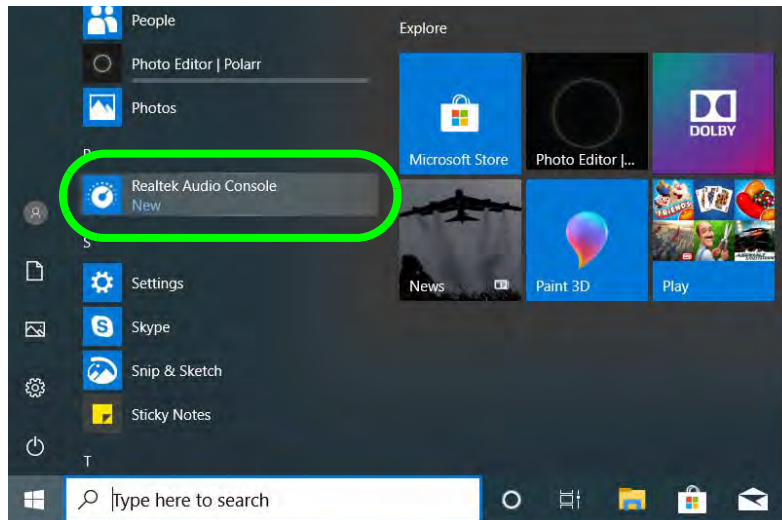 People
Photo Editor | Polarr
Photos
Realtek Audio Console
New
S
Settings
Skype
Snip & Sketch
Sticky Notes
T
Explore
Microsoft Store
Photo Editor |...
DOLBY
News
Paint 3D
Play
Type here to search